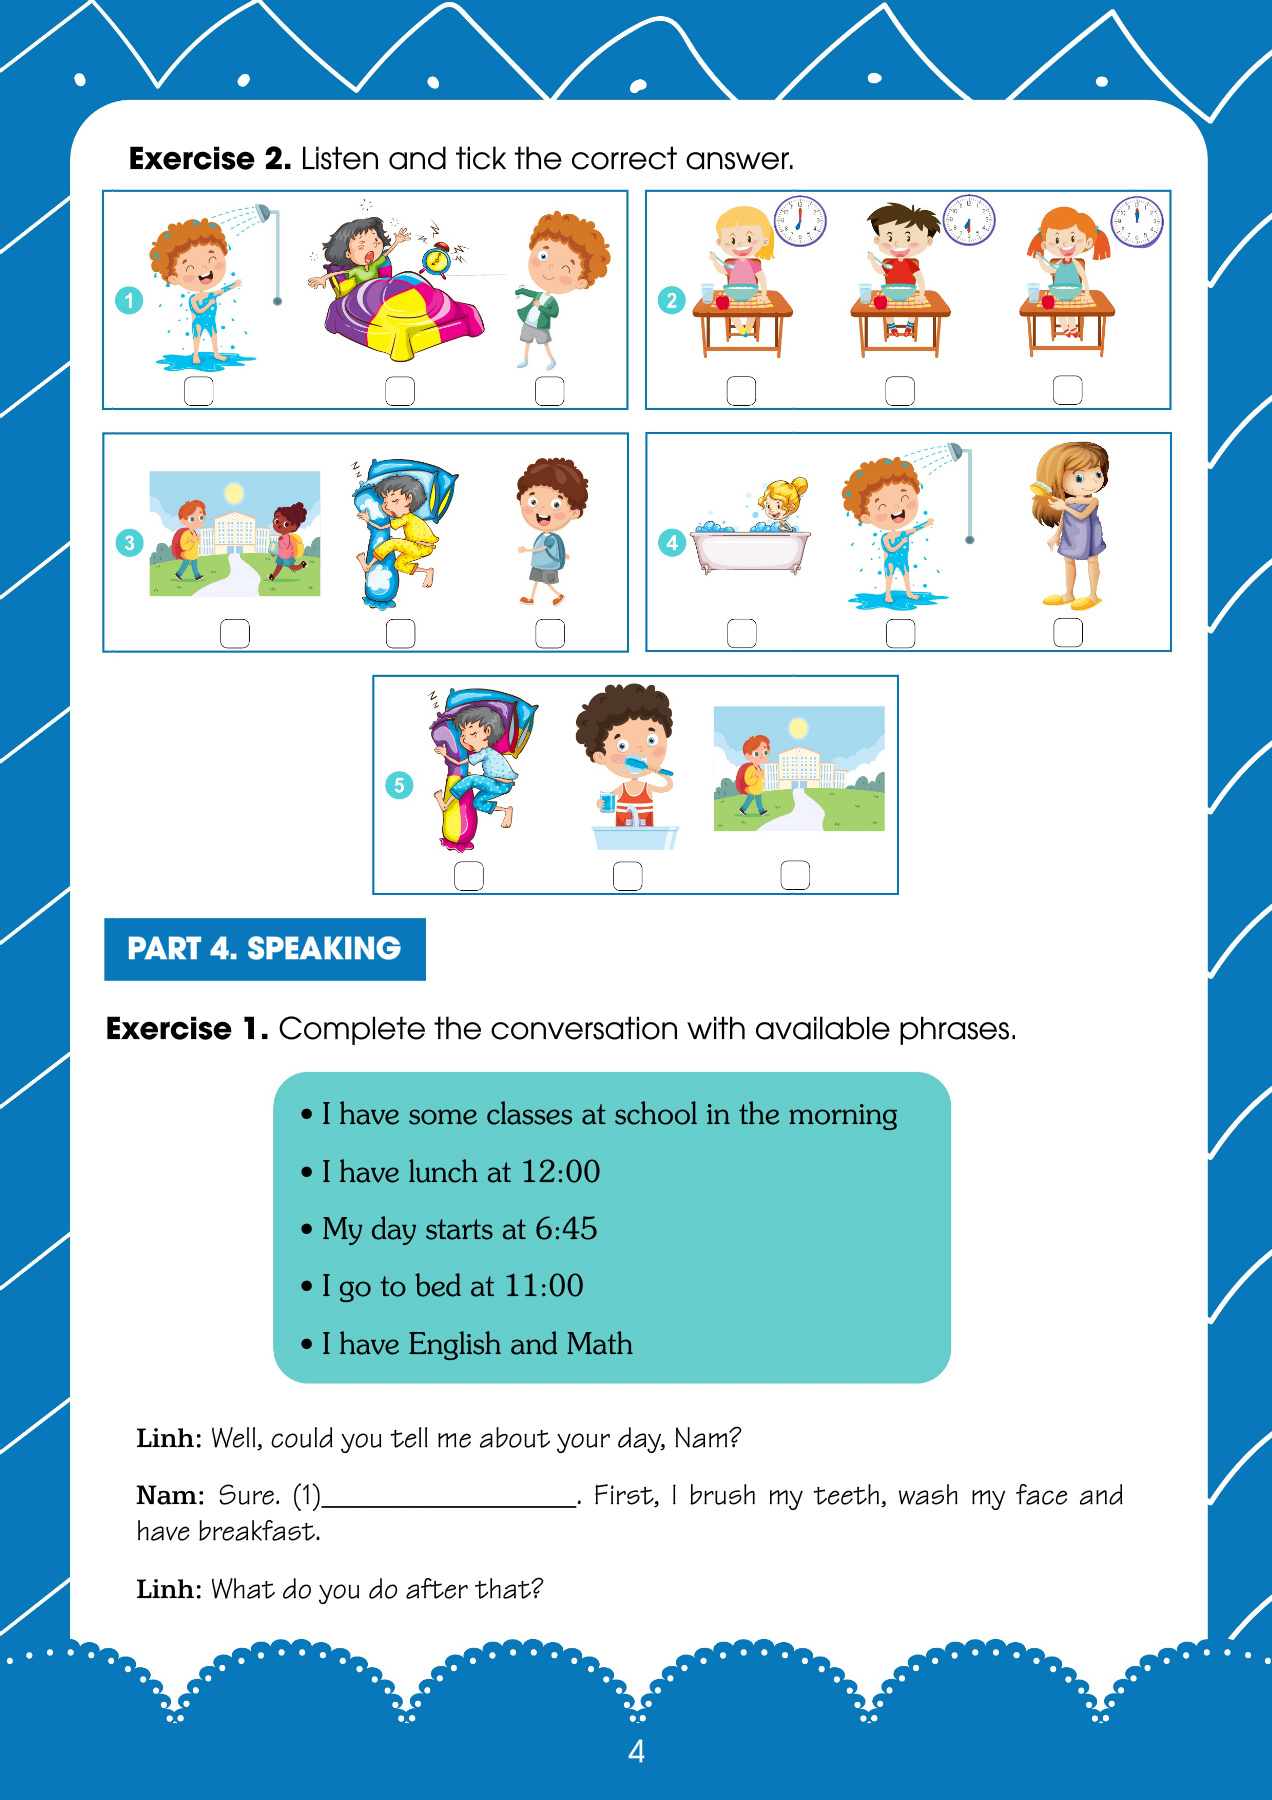 Exercise 2. Listen and tick the correct answer.
1
2
3
4
5
PART 4. SPEAKING
Exercise 1. Complete the conversation with available phrases.
• I have some classes at school in the morning
• I have lunch at 12:00
• My day starts at 6:45
• I go to bed at 11:00
• I have English and Math
Linh: Well, could you tell me about your day, Nam?
Nam: Sure. (1)_________________. First, I brush my teeth, wash my face and
have breakfast.
Linh: What do you do after that?
4